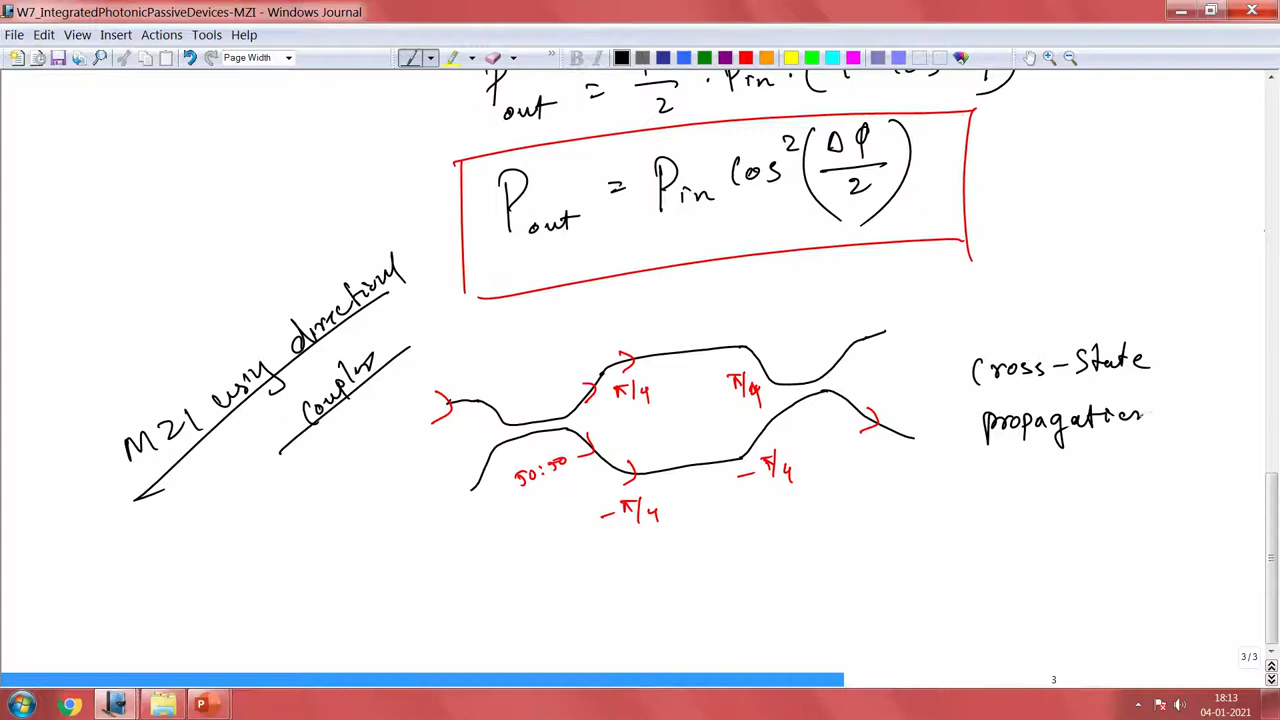 W7_IntegratedPhotonicPassiveDevices-MZI - Windows Journal
File Edit View Insert Actions Tools Help
Page Width
Pout = 1/2 · Pin · (
Pout = Pin cos²(Δφ/2)
MZI using directional
coupler
π/4
π/4
50:50
-π/4
-π/4
Cross-State
propagation
3/3
3
18:13
04-01-2021